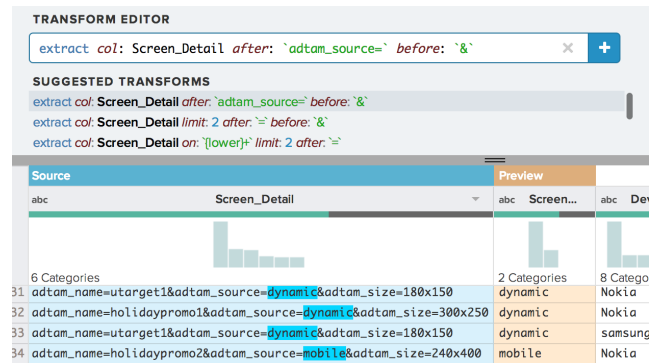 TRANSFORM EDITOR
extract col: Screen_Detail after: `adtam_source=` before: `&`
SUGGESTED TRANSFORMS
extract col: Screen_Detail after: `adtam_source=` before: `&`
extract col: Screen_Detail limit: 2 after: `=` before: `&`
extract col: Screen_Detail on: `{lower}+` limit: 2 after: `=`
Source Preview
abc Screen_Detail abc Screen... abc Dev
6 Categories 2 Categories 8 Catego
31 adtam_name=utarget1&adtam_source=dynamic&adtam_size=180x150 dynamic Nokia
32 adtam_name=holidaypromo1&adtam_source=dynamic&adtam_size=300x250 dynamic Nokia
33 adtam_name=utarget1&adtam_source=dynamic&adtam_size=180x150 dynamic samsung
34 adtam_name=holidaypromo2&adtam_source=mobile&adtam_size=240x400 mobile Nokia